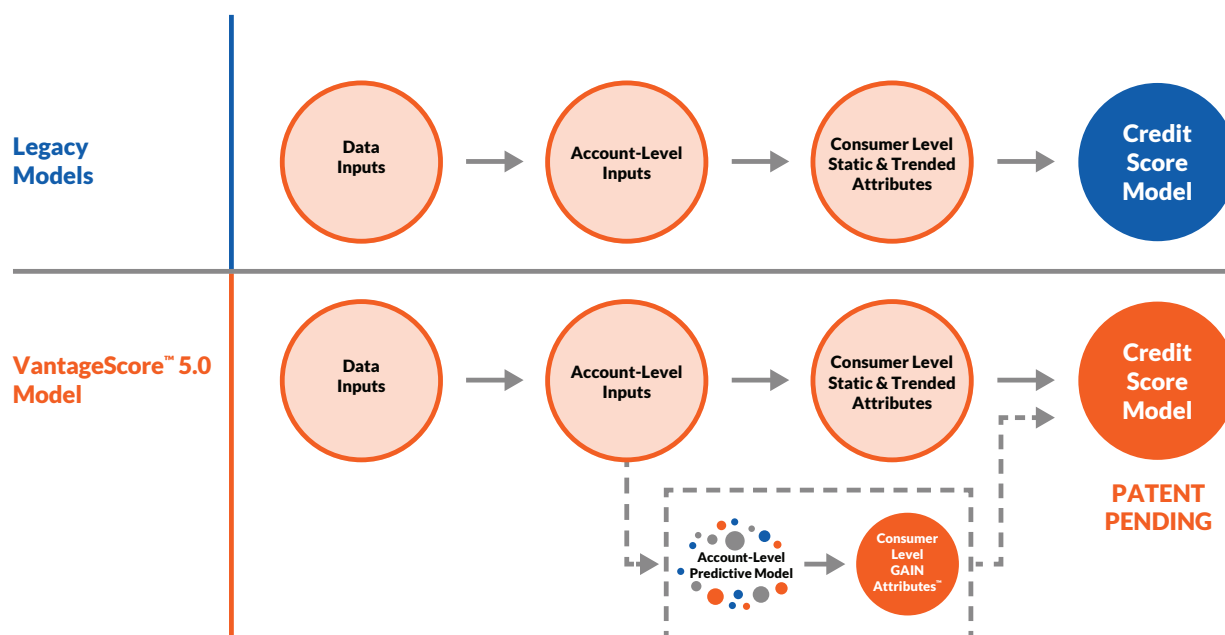 Legacy
Models
Data
Inputs
Account-Level
Inputs
Consumer Level
Static & Trended
Attributes
Credit
Score
Model
VantageScore™ 5.0
Model
Data
Inputs
Account-Level
Inputs
Consumer Level
Static & Trended
Attributes
Credit
Score
Model
PATENT
PENDING
Account-Level
Predictive Model
Consumer
Level
GAIN
Attributes™